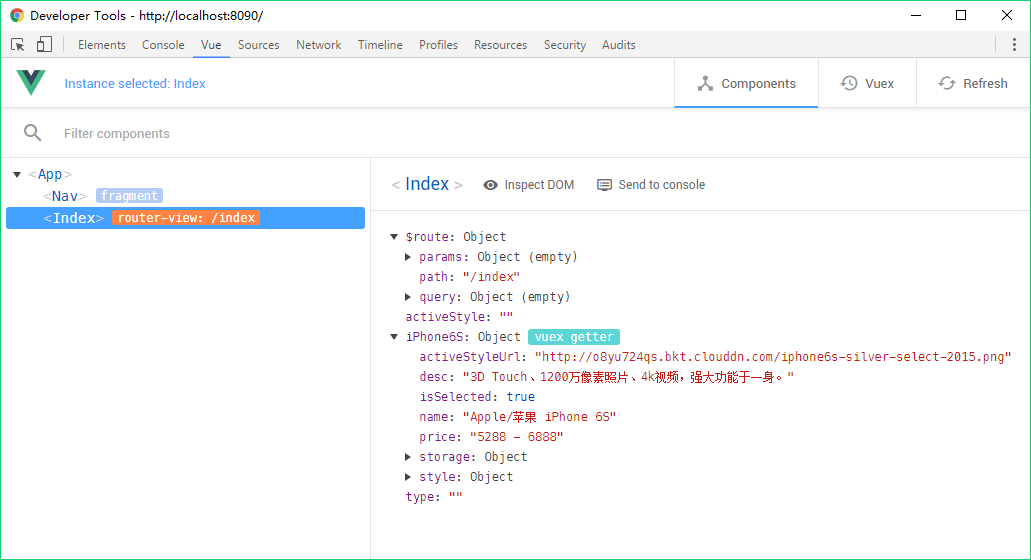 Developer Tools - http://localhost:8090/
Elements Console Vue Sources Network Timeline Profiles Resources Security Audits
Instance selected: Index Components Vuex Refresh
Filter components
<App>
<Nav> fragment
<Index> router-view: /index
< Index > Inspect DOM Send to console
$route: Object
params: Object (empty)
path: "/index"
query: Object (empty)
activeStyle: ""
iPhone6S: Object vuex getter
activeStyleUrl: "http://o8yu724qs.bkt.clouddn.com/iphone6s-silver-select-2015.png"
desc: "3D Touch、1200万像素照片、4k视频，强大功能于一身。"
isSelected: true
name: "Apple/苹果 iPhone 6S"
price: "5288 – 6888"
storage: Object
style: Object
type: ""